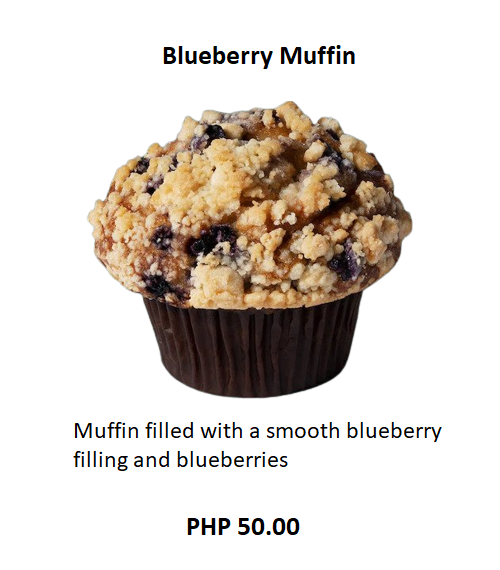 Blueberry Muffin
Muffin filled with a smooth blueberry
filling and blueberries
PHP 50.00